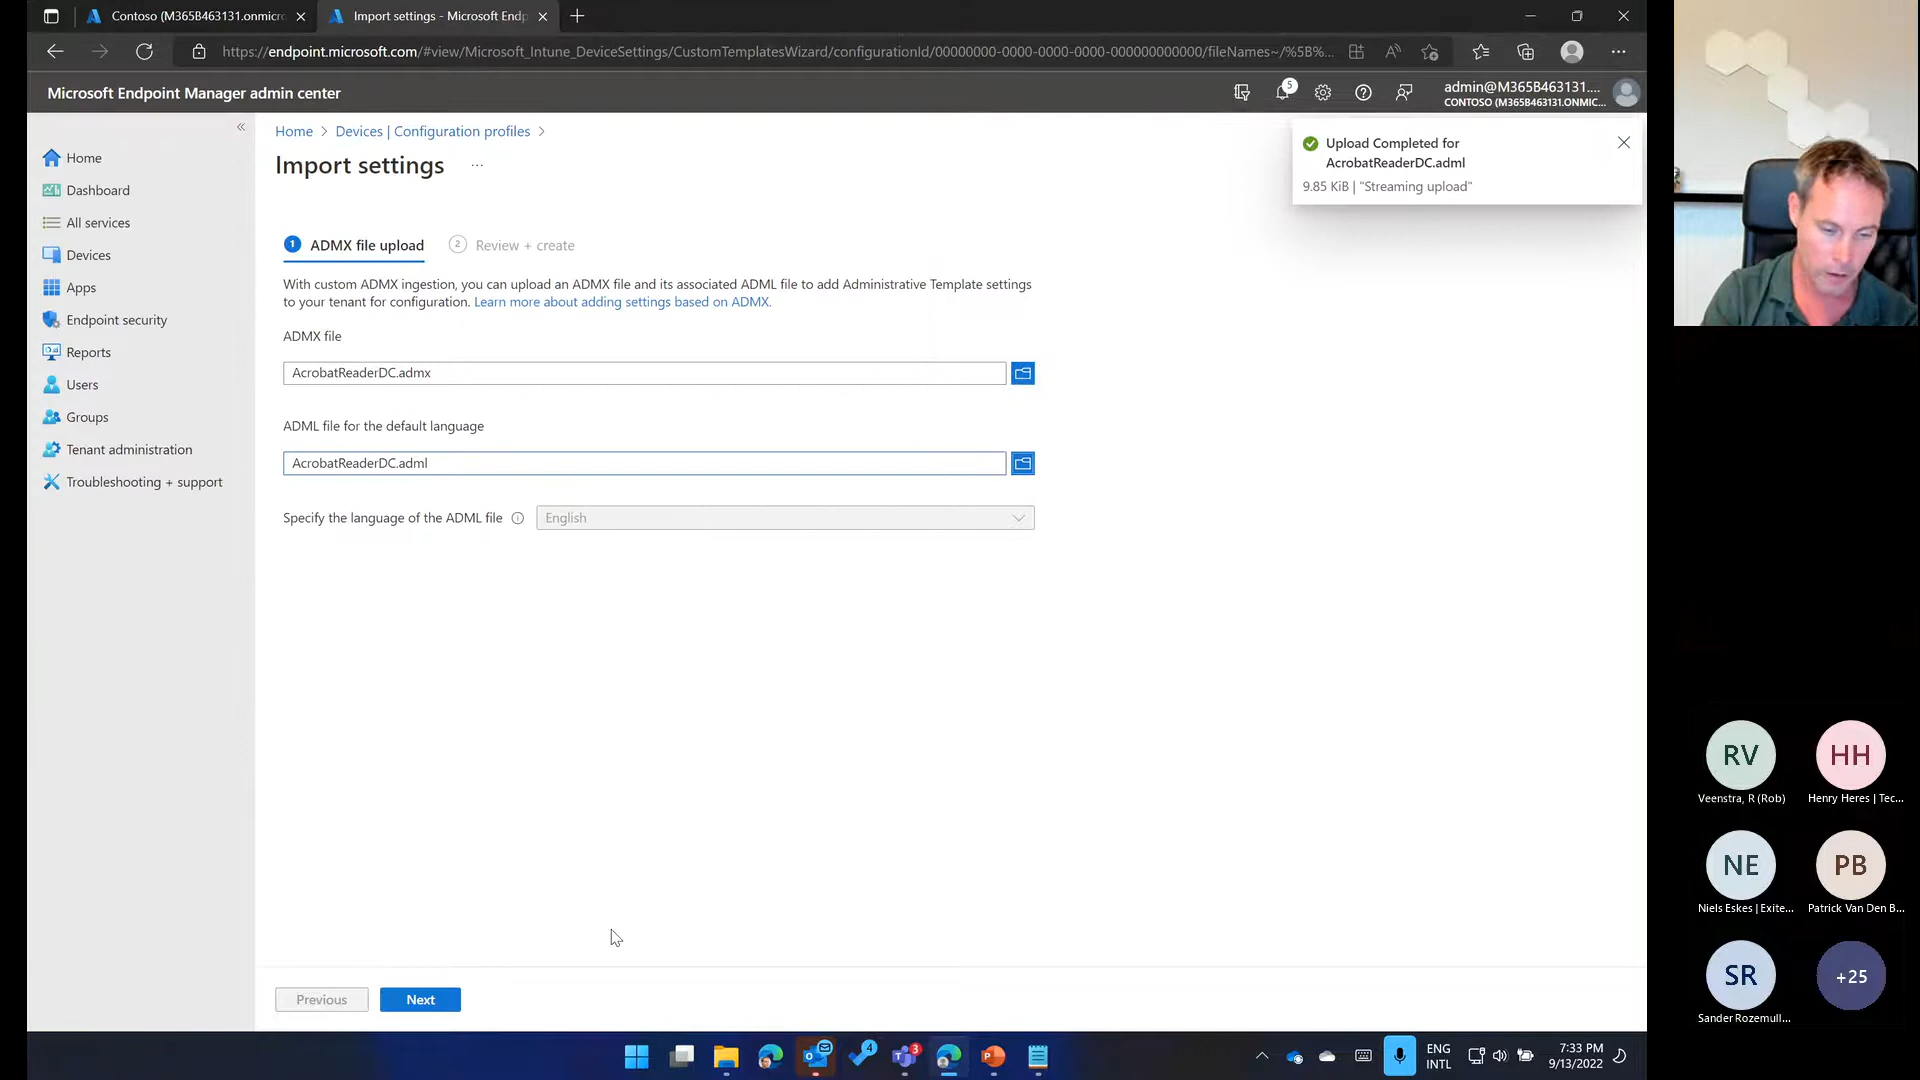 Contoso (M365B463131.onmicro
Import settings - Microsoft Endp
https://endpoint.microsoft.com/#view/Microsoft_Intune_DeviceSettings/CustomTemplatesWizard/configurationId/00000000-0000-0000-0000-000000000000/fileNames~/%5B%...
Microsoft Endpoint Manager admin center
5
admin@M365B463131....
CONTOSO (M365B463131.ONMIC...
Home
Dashboard
All services
Devices
Apps
Endpoint security
Reports
Users
Groups
Tenant administration
Troubleshooting + support
Home > Devices | Configuration profiles >
Import settings ...
Upload Completed for
AcrobatReaderDC.adml
9.85 KiB | "Streaming upload"
1 ADMX file upload
2 Review + create
With custom ADMX ingestion, you can upload an ADMX file and its associated ADML file to add Administrative Template settings
to your tenant for configuration. Learn more about adding settings based on ADMX.
ADMX file
AcrobatReaderDC.admx
ADML file for the default language
AcrobatReaderDC.adml
Specify the language of the ADML file
English
Previous
Next
4
3
ENG
INTL
7:33 PM
9/13/2022
RV
Veenstra, R (Rob)
HH
Henry Heres | Tec...
NE
Niels Eskes | Exite...
PB
Patrick Van Den B...
SR
Sander Rozemull...
+25